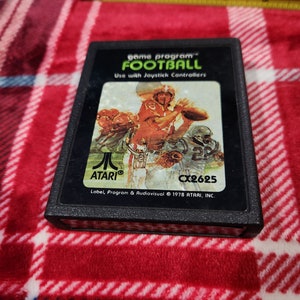 game program™
FOOTBALL
Use with Joystick Controllers
ATARI®
CX2625
Label, Program & Audiovisual © 1978 ATARI, INC.